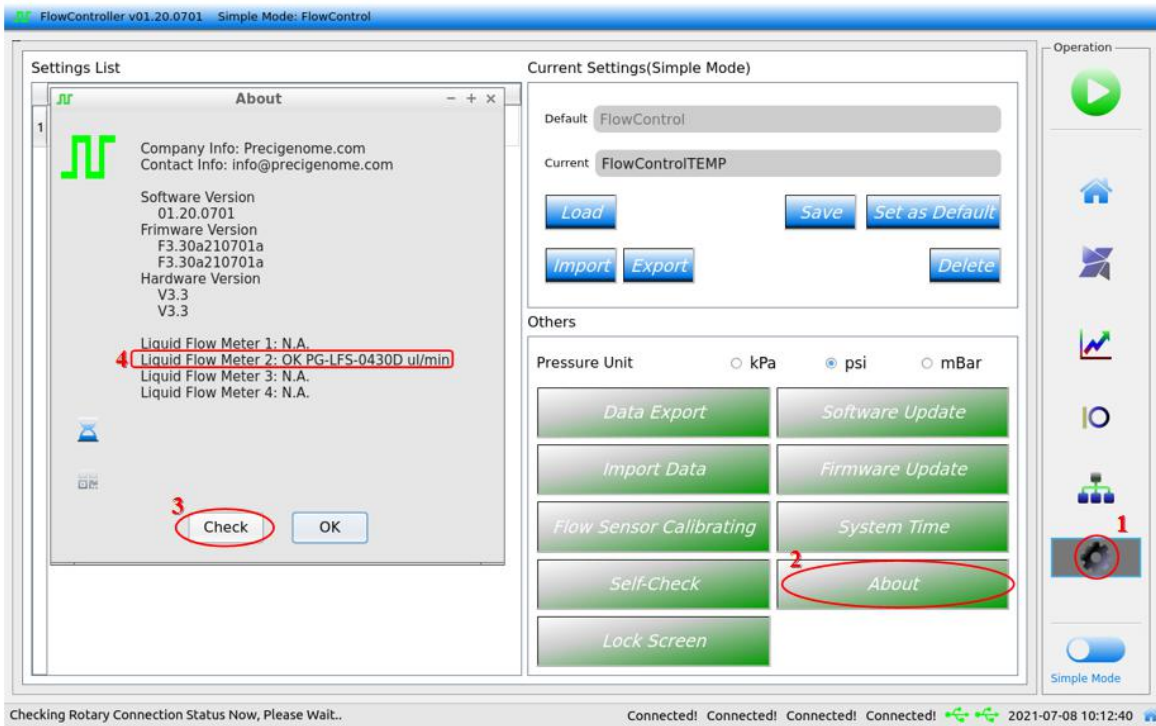 FlowController v01.20.0701 Simple Mode: FlowControl
Settings List
1
About
Company Info: Precigenome.com
Contact Info: info@precigenome.com
Software Version
01.20.0701
Frimware Version
F3.30a210701a
F3.30a210701a
Hardware Version
V3.3
V3.3
Liquid Flow Meter 1: N.A.
4 Liquid Flow Meter 2: OK PG-LFS-0430D ul/min
Liquid Flow Meter 3: N.A.
Liquid Flow Meter 4: N.A.
3
Check OK
Current Settings(Simple Mode)
Default FlowControl
Current FlowControlTEMP
Load Save Set as Default
Import Export Delete
Others
Pressure Unit kPa psi mBar
Data Export Software Update
Import Data Firmware Update
Flow Sensor Calibrating System Time
2
Self-Check About
Lock Screen
Operation
IO
1
Simple Mode
Checking Rotary Connection Status Now, Please Wait.. Connected! Connected! Connected! Connected! 2021-07-08 10:12:40